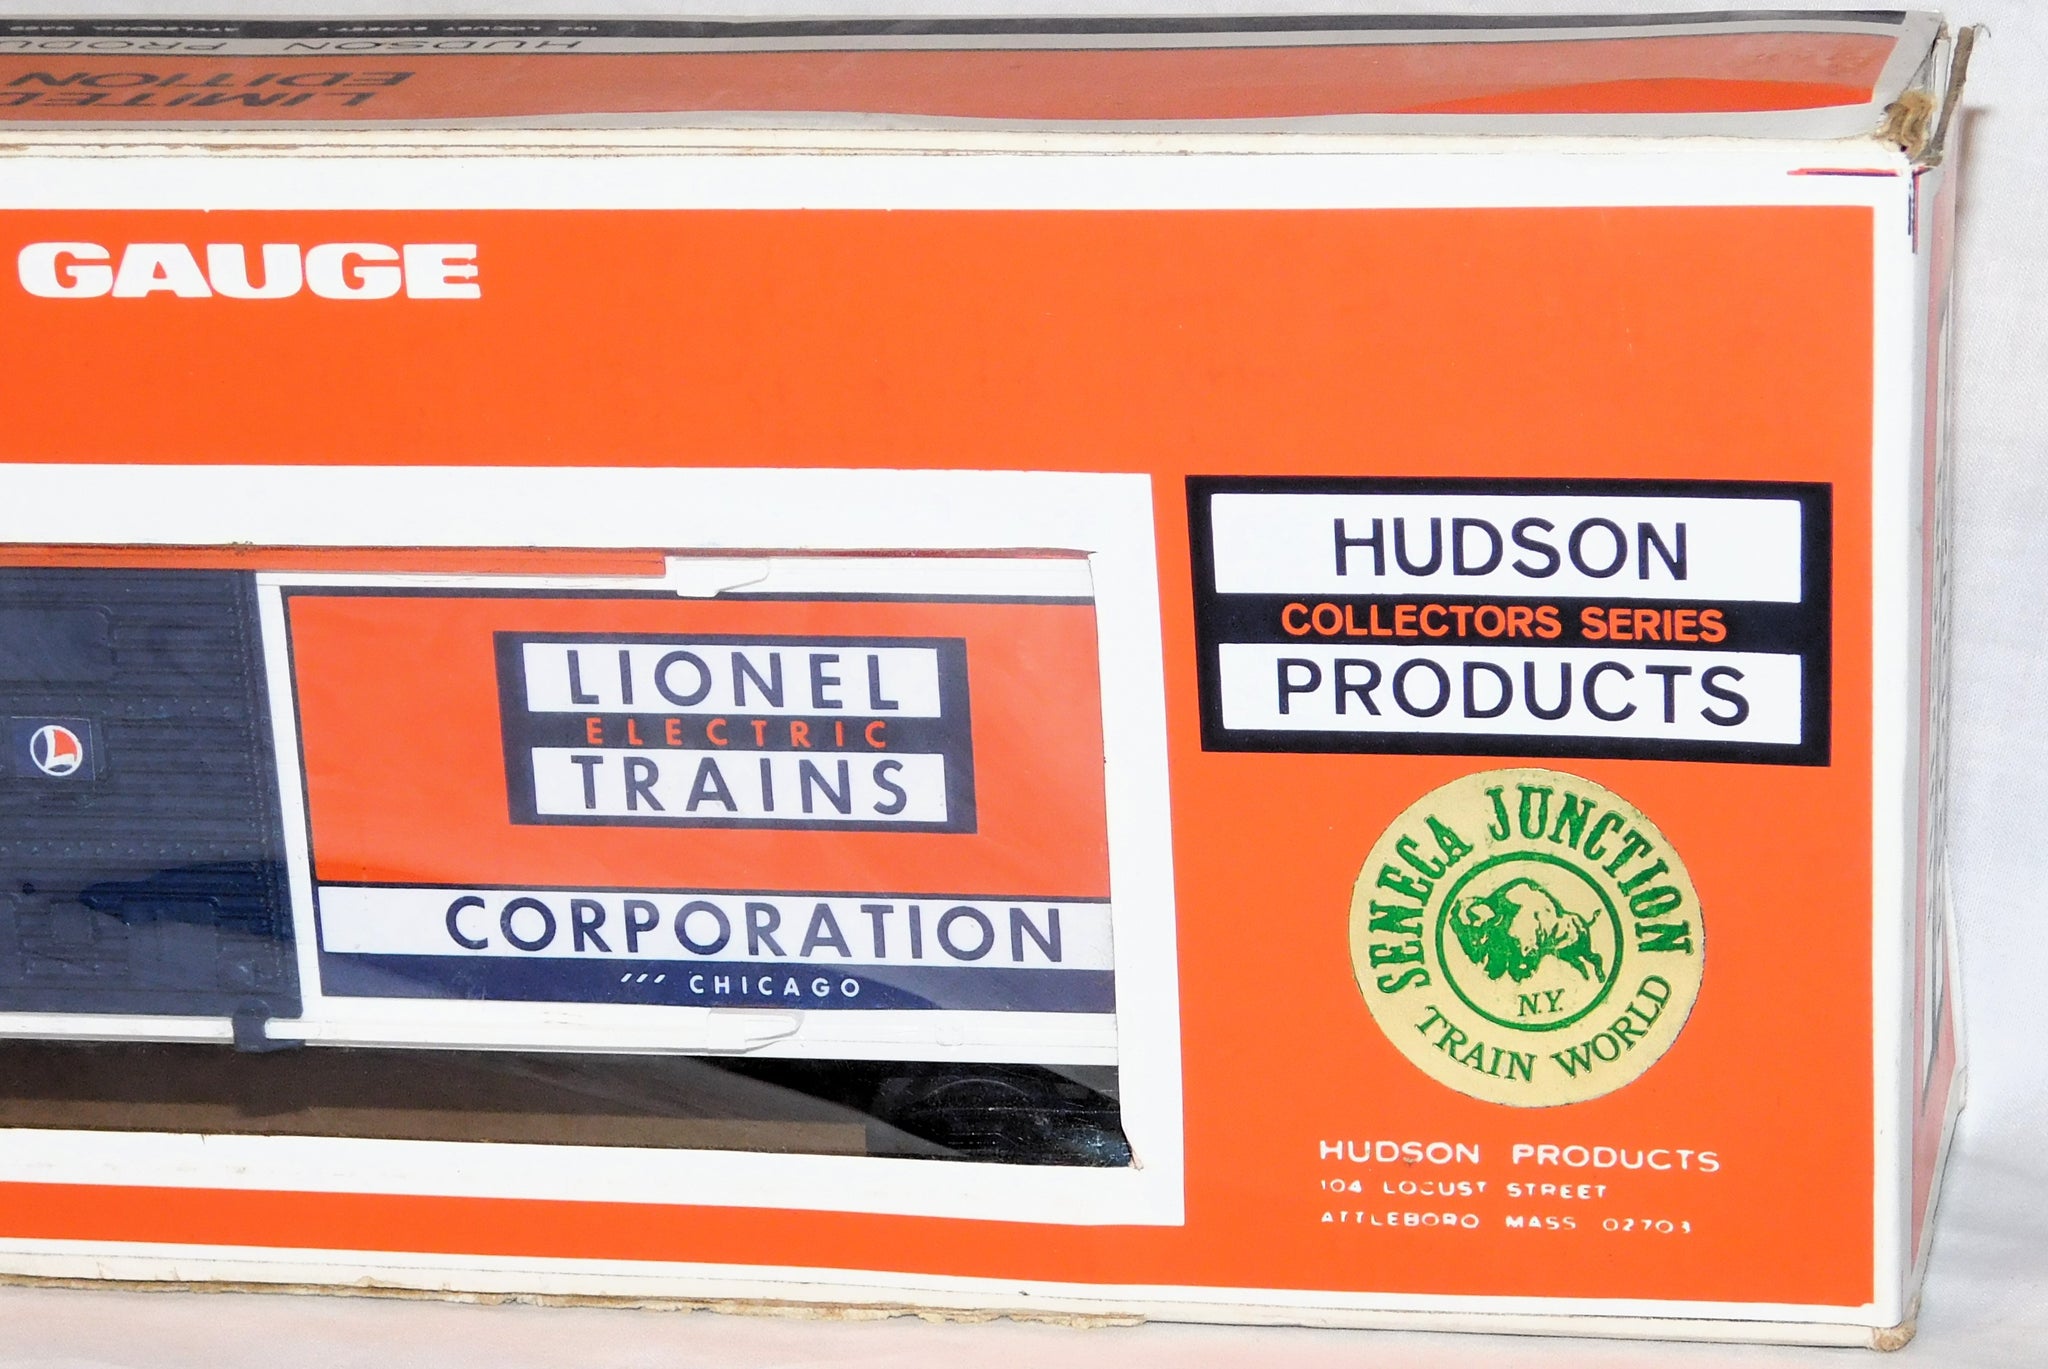 104 LOCUST STREET
HUDSON PRODU
LIMITED
EDITION
GAUGE
HUDSON
COLLECTORS SERIES
PRODUCTS
LIONEL
ELECTRIC
TRAINS
CORPORATION
CHICAGO
L
SENECA JUNCTION
N.Y.
TRAIN WORLD
HUDSON PRODUCTS
104 LOCUST STREET
ATTLEBORO MASS 02703